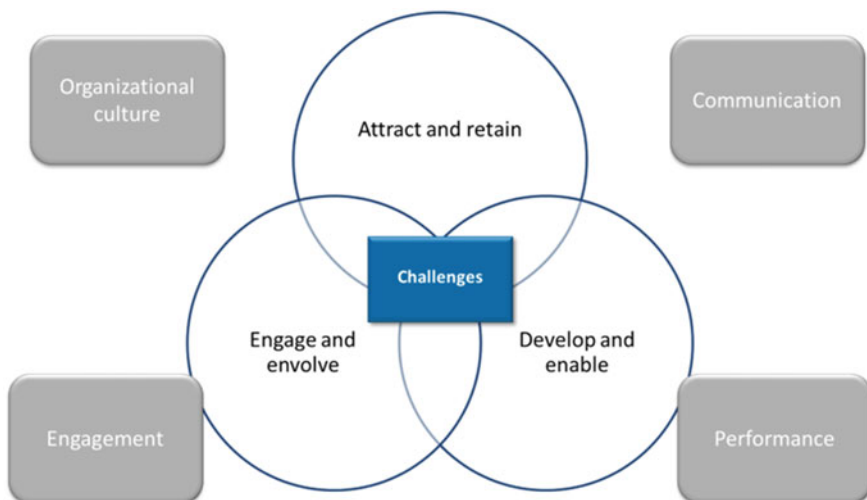 Organizational
culture
Communication
Attract and retain
Challenges
Engage and
envolve
Develop and
enable
Engagement
Performance